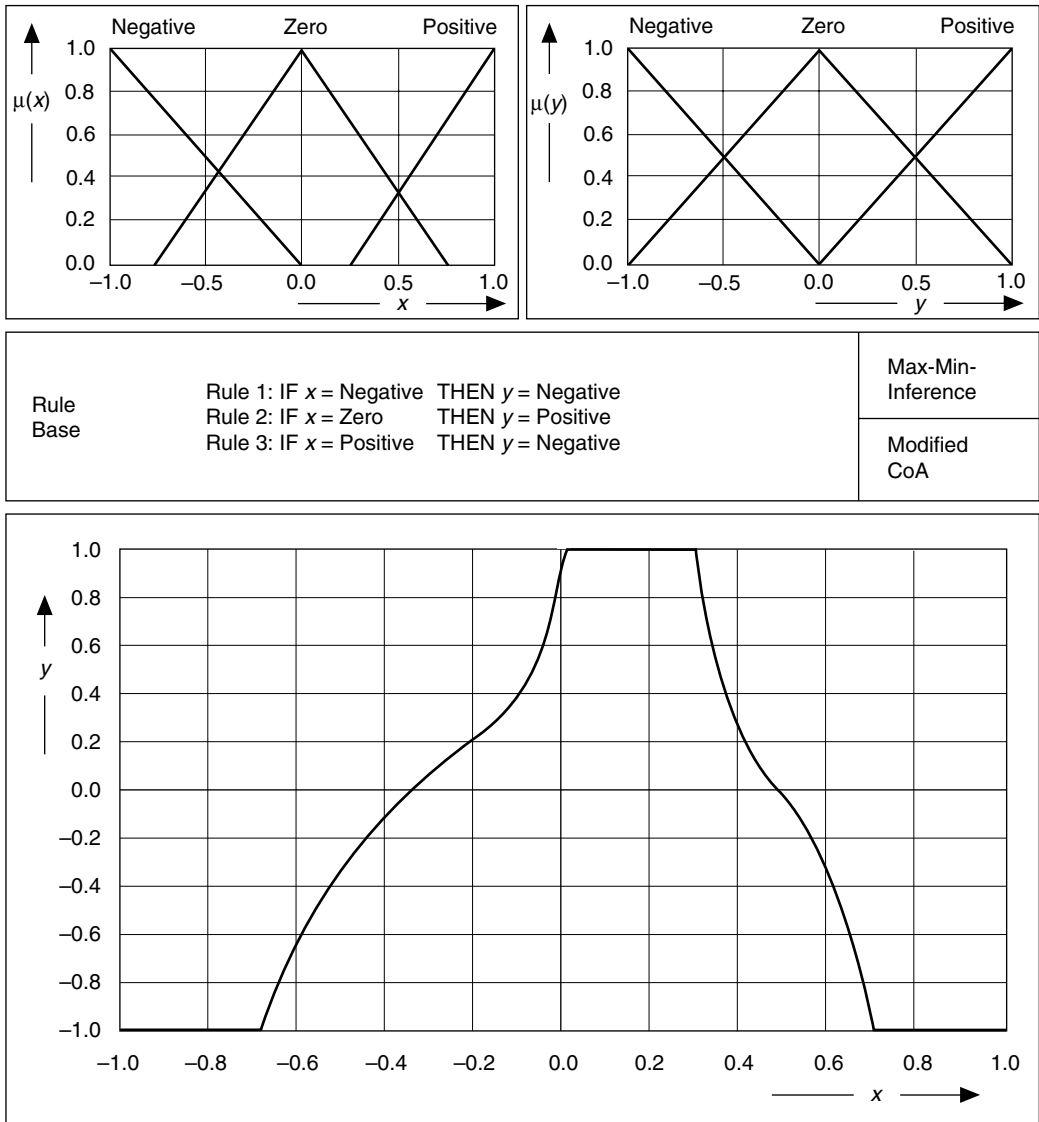 Negative Zero Positive
1.0
0.8
μ(x)
0.6
0.4
0.2
0.0
−1.0 −0.5 0.0 0.5 1.0
x
Negative Zero Positive
1.0
0.8
μ(y)
0.6
0.4
0.2
0.0
−1.0 −0.5 0.0 0.5 1.0
y
Rule
Base
Rule 1: IF x = Negative THEN y = Negative
Rule 2: IF x = Zero THEN y = Positive
Rule 3: IF x = Positive THEN y = Negative
Max-Min-
Inference
Modified
CoA
1.0
0.8
0.6
y
0.4
0.2
0.0
−0.2
−0.4
−0.6
−0.8
−1.0
−1.0 −0.8 −0.6 −0.4 −0.2 0.0 0.2 0.4 0.6 0.8 1.0
x